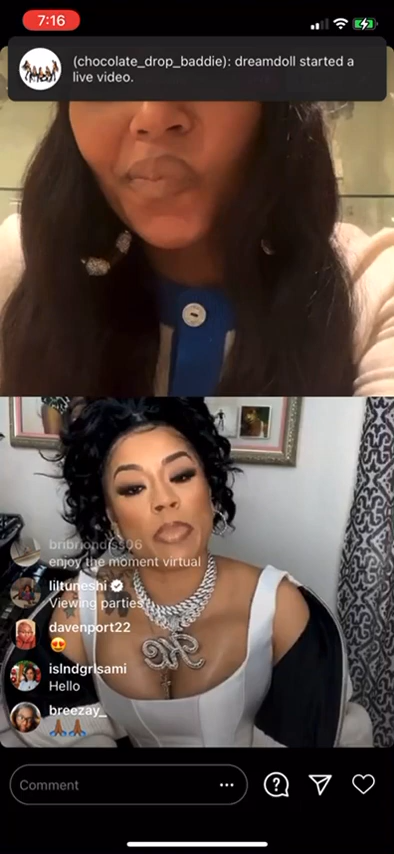 7:16
(chocolate_drop_baddie): dreamdoll started a
live video.
enjoy the moment virtual
liltuneshi
Viewing parties
davenport22
islndgrlsami
Hello
breezay_
Comment